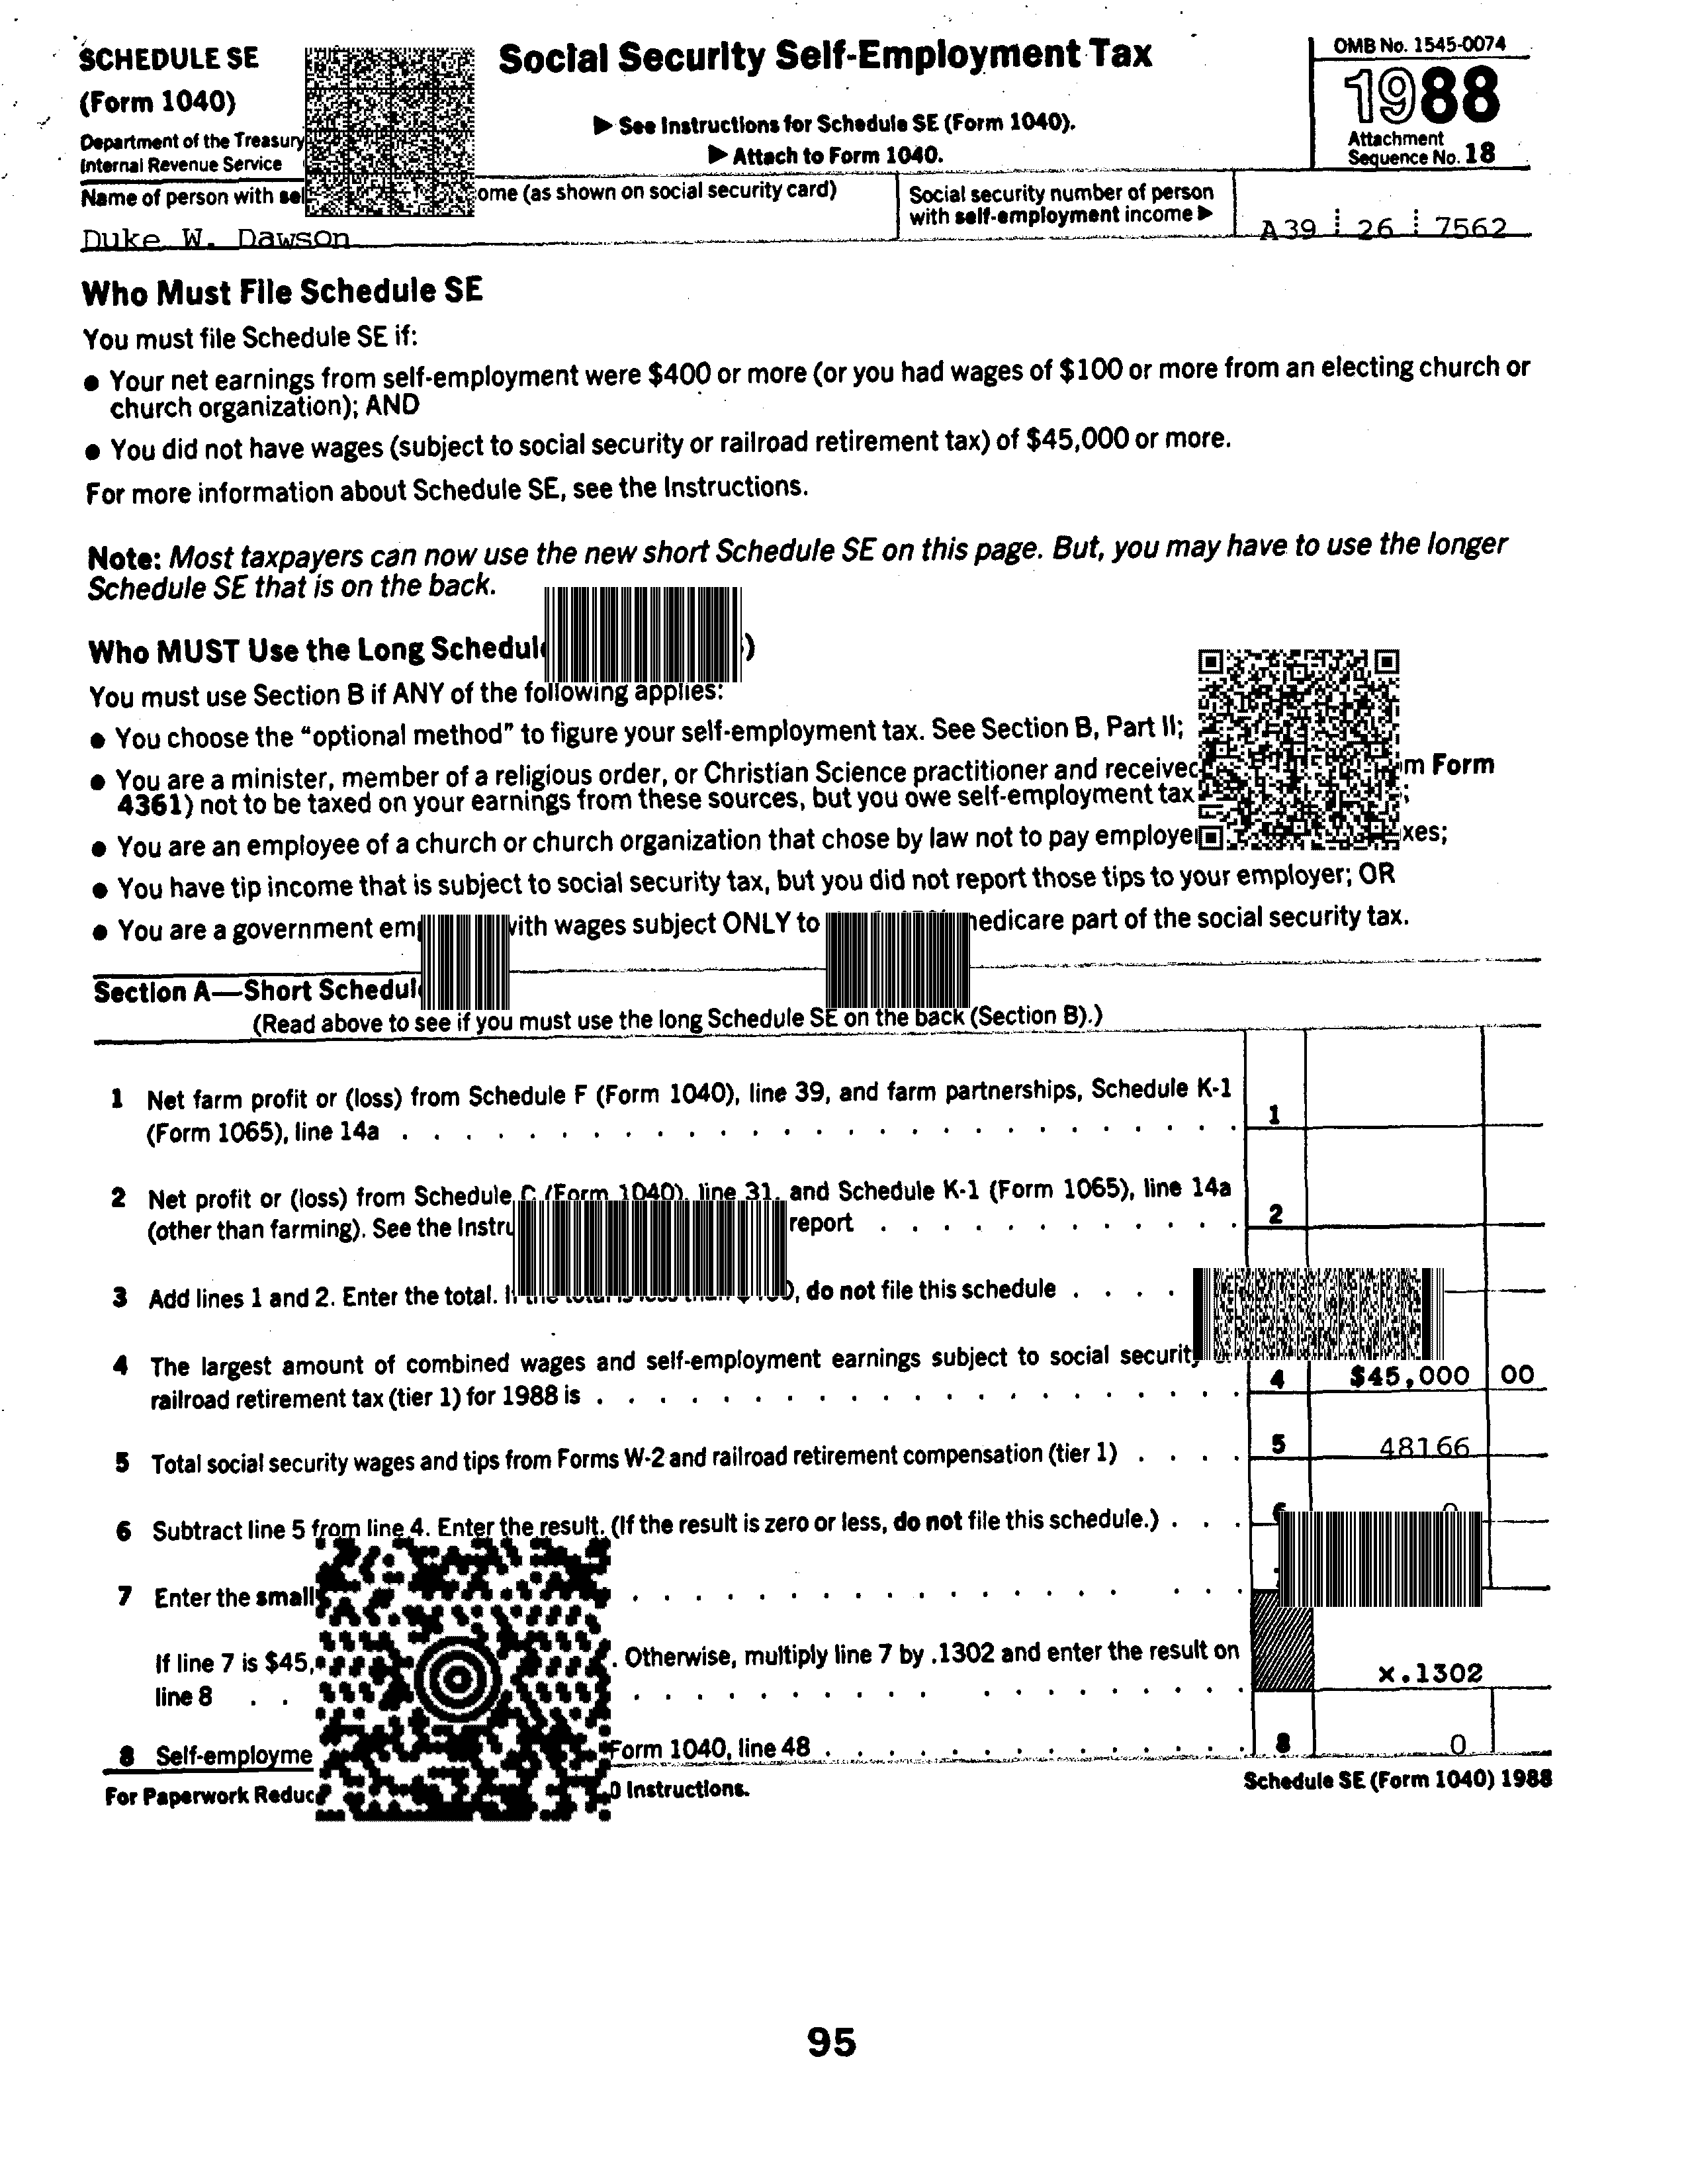 SCHEDULE SE
(Form 1040)
Department of the Treasury
Internal Revenue Service
Social Security Self-Employment Tax
▶ See Instructions for Schedule SE (Form 1040).
▶ Attach to Form 1040.
OMB No. 1545-0074
1988
Attachment
Sequence No. 18
Name of person with ome (as shown on social security card)
Duke W. Dawson
Social security number of person
with self-employment income ▶
A39 26 7562
Who Must File Schedule SE
You must file Schedule SE if:
● Your net earnings from self-employment were $400 or more (or you had wages of $100 or more from an electing church or
church organization); AND
● You did not have wages (subject to social security or railroad retirement tax) of $45,000 or more.
For more information about Schedule SE, see the Instructions.
Note: Most taxpayers can now use the new short Schedule SE on this page. But, you may have to use the longer
Schedule SE that is on the back.
Who MUST Use the Long Schedul )
You must use Section B if ANY of the following applies:
● You choose the "optional method" to figure your self-employment tax. See Section B, Part II;
● You are a minister, member of a religious order, or Christian Science practitioner and received m Form
4361) not to be taxed on your earnings from these sources, but you owe self-employment tax ;
● You are an employee of a church or church organization that chose by law not to pay employer xes;
● You have tip income that is subject to social security tax, but you did not report those tips to your employer; OR
● You are a government em with wages subject ONLY to medicare part of the social security tax.
Section A—Short Schedul
(Read above to see if you must use the long Schedule SE on the back (Section B).)
1 Net farm profit or (loss) from Schedule F (Form 1040), line 39, and farm partnerships, Schedule K-1
(Form 1065), line 14a . . . . . . . . . . . . . . . . . . . . . . . . . . 1
2 Net profit or (loss) from Schedule C (Form 1040), line 31, and Schedule K-1 (Form 1065), line 14a
(other than farming). See the Instru report . . . . . . . . . . . . 2
3 Add lines 1 and 2. Enter the total. If the total is less than , do not file this schedule . . . .
4 The largest amount of combined wages and self-employment earnings subject to social security
railroad retirement tax (tier 1) for 1988 is . . . . . . . . . . . . . . . . . . . . . 4 $45,000 00
5 Total social security wages and tips from Forms W-2 and railroad retirement compensation (tier 1) . . . . 5 48166
6 Subtract line 5 from line 4. Enter the result. (If the result is zero or less, do not file this schedule.) . . . 6 0
7 Enter the small . . . . . . . . . . . . . . . . . .
If line 7 is $45, . Otherwise, multiply line 7 by .1302 and enter the result on
line 8 . . . . . . . . . . . . . . . . . . . . x.1302
8 Self-employme Form 1040, line 48 . . . . . . . . . . . . . . 8 0
For Paperwork Reduc 0 Instructions. Schedule SE (Form 1040) 1988
95